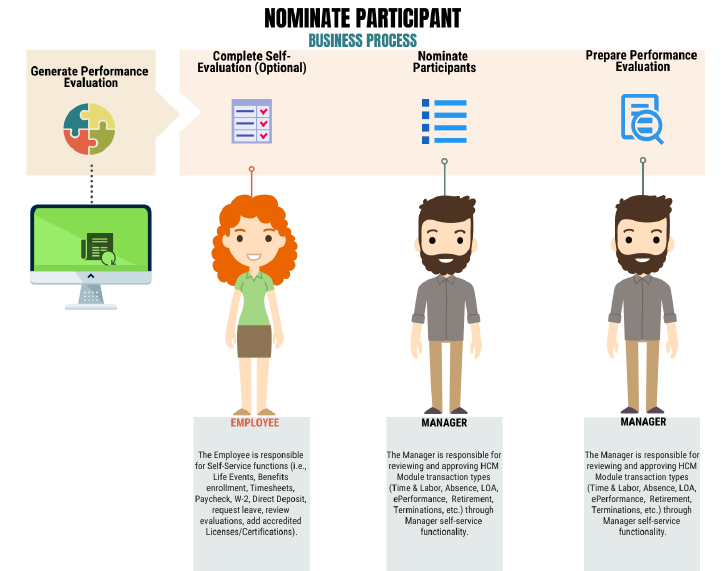 NOMINATE PARTICIPANT
BUSINESS PROCESS
Generate Performance
Evaluation
Complete Self-
Evaluation (Optional)
Nominate
Participants
Prepare Performance
Evaluation
EMPLOYEE
The Employee is responsible
for Self-Service functions (i.e.,
Life Events, Benefits
enrollment, Timesheets,
Paycheck, W-2, Direct Deposit,
request leave, review
evaluations, add accredited
Licenses/Certifications).
MANAGER
The Manager is responsible for
reviewing and approving HCM
Module transaction types
(Time & Labor, Absence, LOA,
ePerformance, Retirement,
Terminations, etc.) through
Manager self-service
functionality.
MANAGER
The Manager is responsible for
reviewing and approving HCM
Module transaction types
(Time & Labor, Absence, LOA,
ePerformance, Retirement,
Terminations, etc.) through
Manager self-service
functionality.